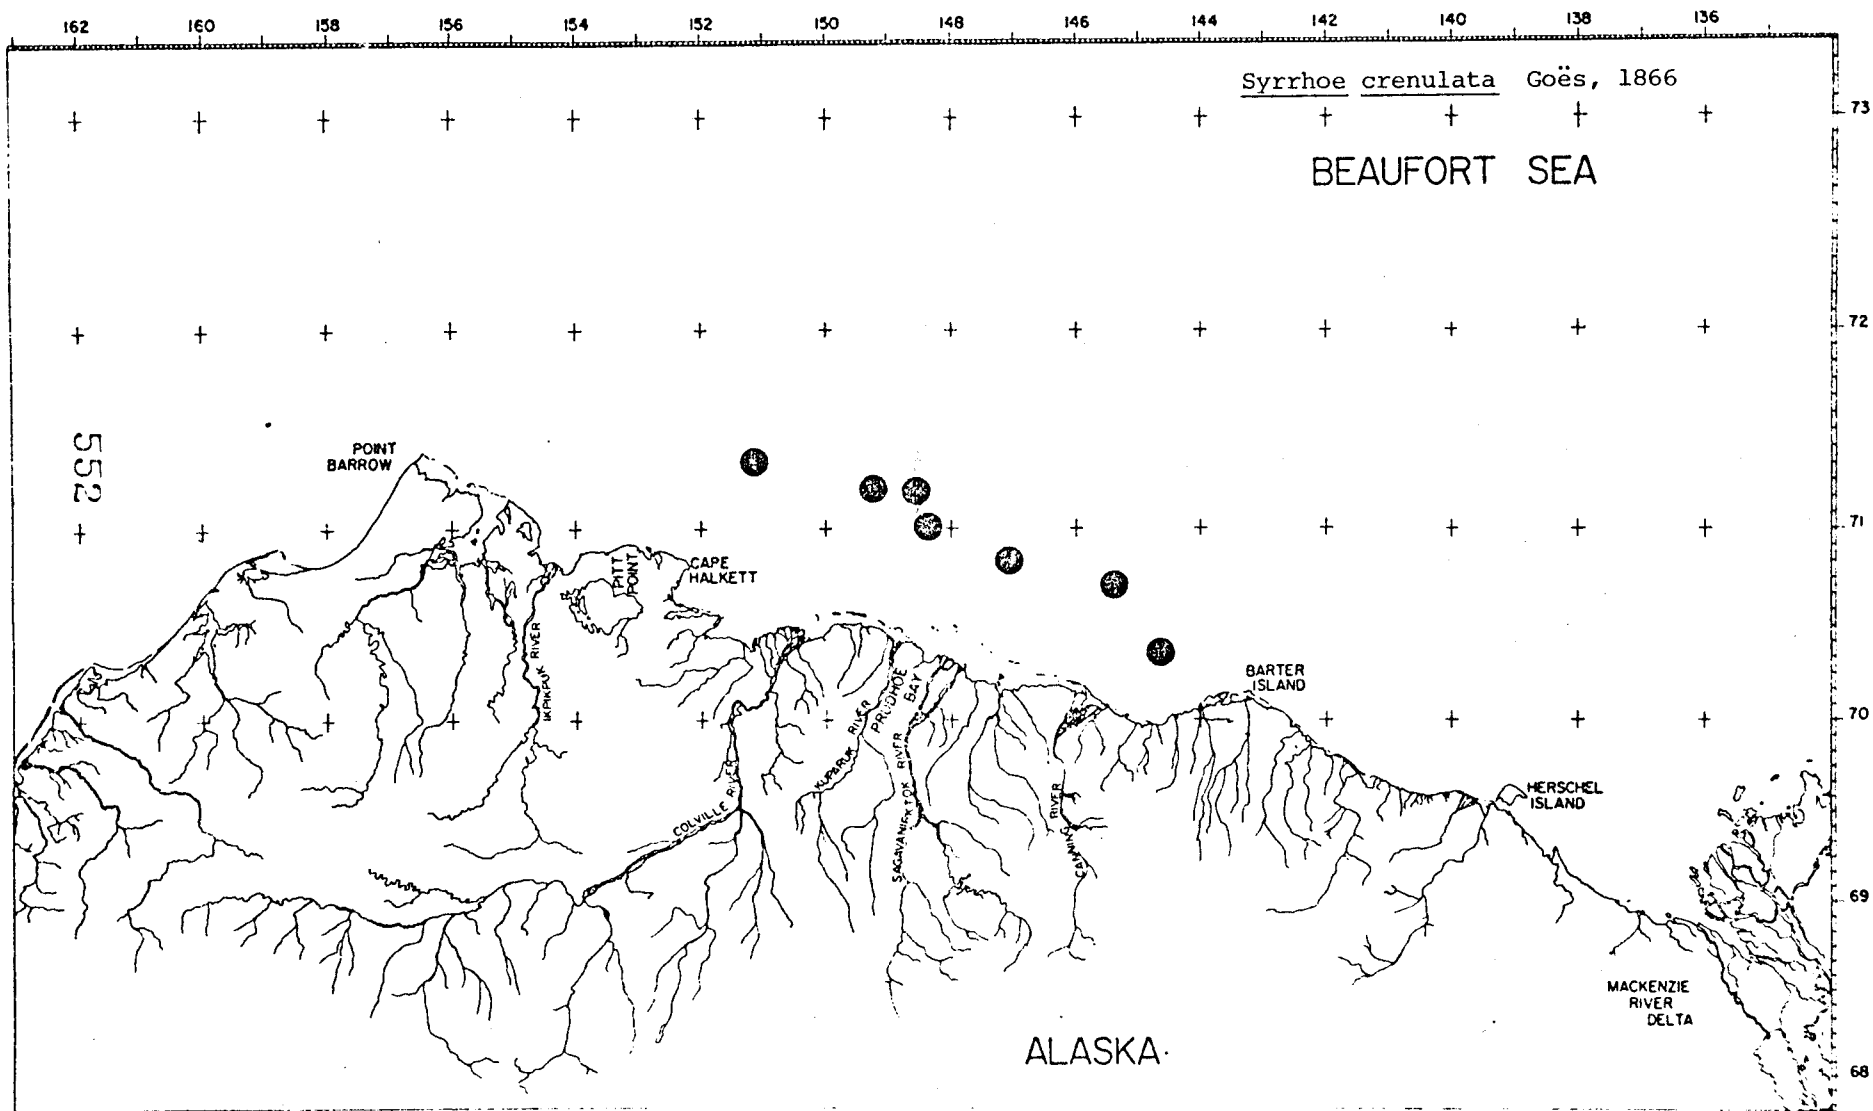 162 160 158 156 154 152 150 148 146 144 142 140 138 136
Syrrhoe crenulata Goës, 1866
73
BEAUFORT SEA
72
552
POINT
BARROW
71
PITT
POINT
CAPE
HALKETT
IKPIKPUK RIVER
BARTER
ISLAND
PRUDHOE
BAY
70
KUPARUK RIVER
COLVILLE RIVER
SAGAVANIRKTOK RIVER
CANNING RIVER
HERSCHEL
ISLAND
69
MACKENZIE
RIVER
DELTA
ALASKA
68